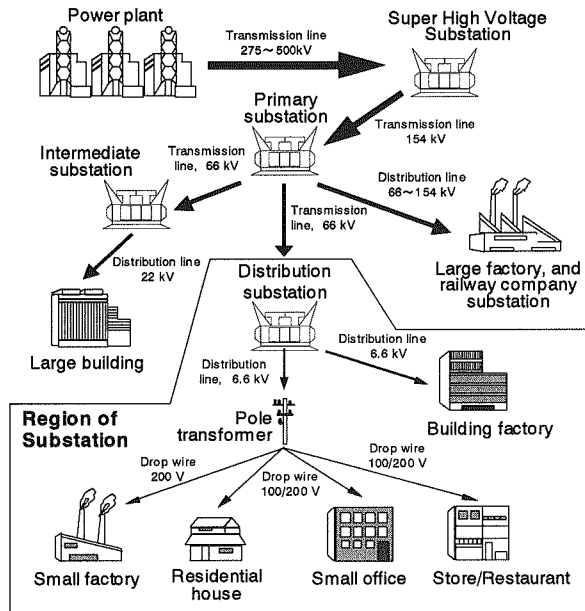 Power plant
Transmission line
275~500kV
Super High Voltage
Substation
Primary
substation
Transmission line
154 kV
Intermediate
substation
Transmission
line, 66 kV
Distribution line
66~154 kV
Transmission
line, 66 kV
Large factory, and
railway company
substation
Distribution line
22 kV
Large building
Distribution
substation
Distribution
line, 6.6 kV
Distribution line
6.6 kV
Building factory
Region of
Substation
Pole
transformer
Drop wire
200 V
Drop wire
100/200 V
Drop wire
100/200 V
Drop wire
100/200 V
Small factory
Residential
house
Small office
Store/Restaurant